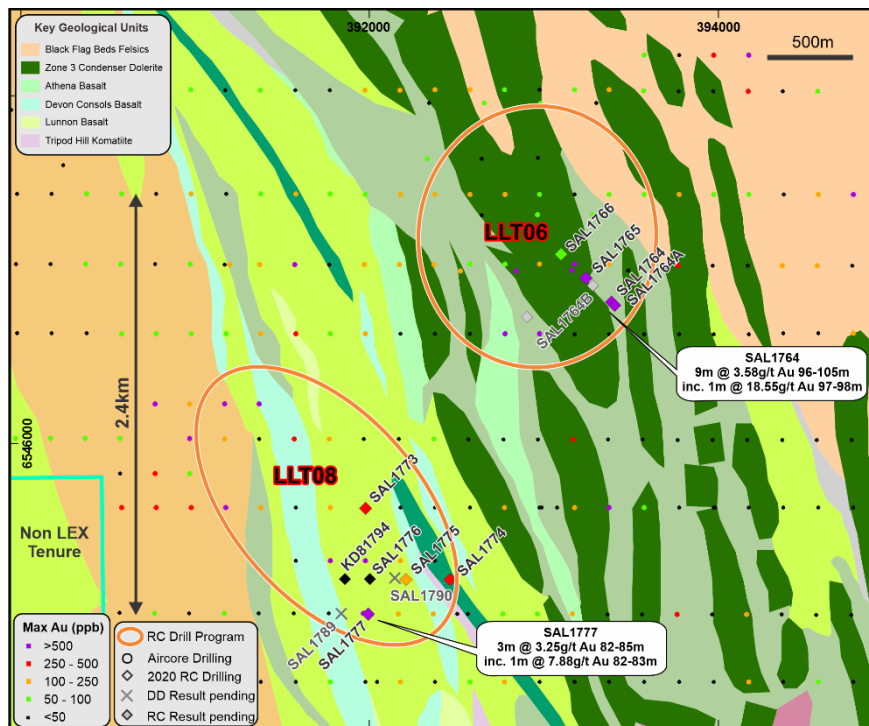 392000
394000
Key Geological Units
Black Flag Beds Felsics
Zone 3 Condenser Dolerite
Athena Basalt
Devon Consols Basalt
Lunnon Basalt
Tripod Hill Komatiite
500m
LLT06
SAL1766
SAL1765
SAL1764
SAL1764A
SAL1764B
SAL1764
9m @ 3.58g/t Au 96-105m
inc. 1m @ 18.55g/t Au 97-98m
2.4km
6546000
LLT08
SAL1773
Non LEX
Tenure
KD81794
SAL1776
SAL1775
SAL1774
SAL1790
SAL1789
SAL1777
SAL1777
3m @ 3.25g/t Au 82-85m
inc. 1m @ 7.88g/t Au 82-83m
Max Au (ppb)
>500
250 - 500
100 - 250
50 - 100
<50
RC Drill Program
Aircore Drilling
2020 RC Drilling
DD Result pending
RC Result pending